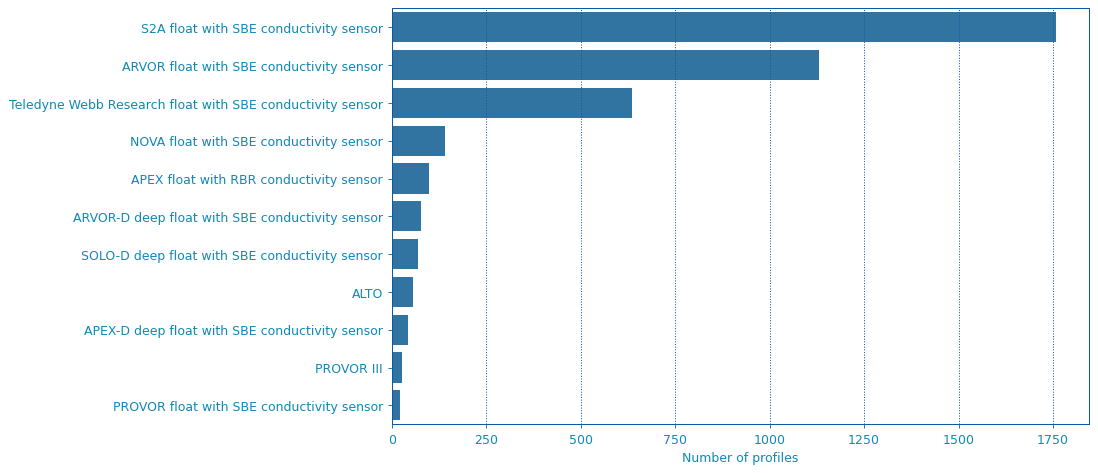 S2A float with SBE conductivity sensor
ARVOR float with SBE conductivity sensor
Teledyne Webb Research float with SBE conductivity sensor
NOVA float with SBE conductivity sensor
APEX float with RBR conductivity sensor
ARVOR-D deep float with SBE conductivity sensor
SOLO-D deep float with SBE conductivity sensor
ALTO
APEX-D deep float with SBE conductivity sensor
PROVOR III
PROVOR float with SBE conductivity sensor
0 250 500 750 1000 1250 1500 1750
Number of profiles